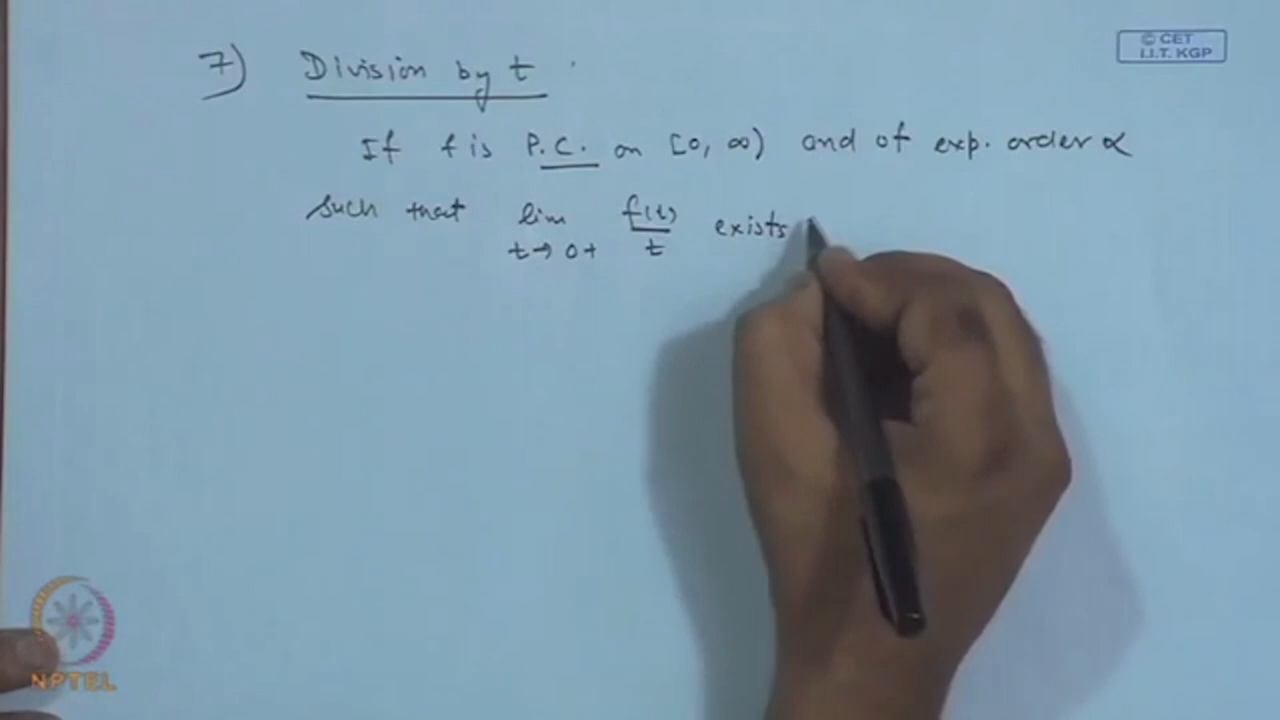 © CET
I.I.T. KGP
7) Division by t
If f is P.C. on [0, ∞) and of exp. order α
such that lim f(t) exists
t→0+ t
NPTEL